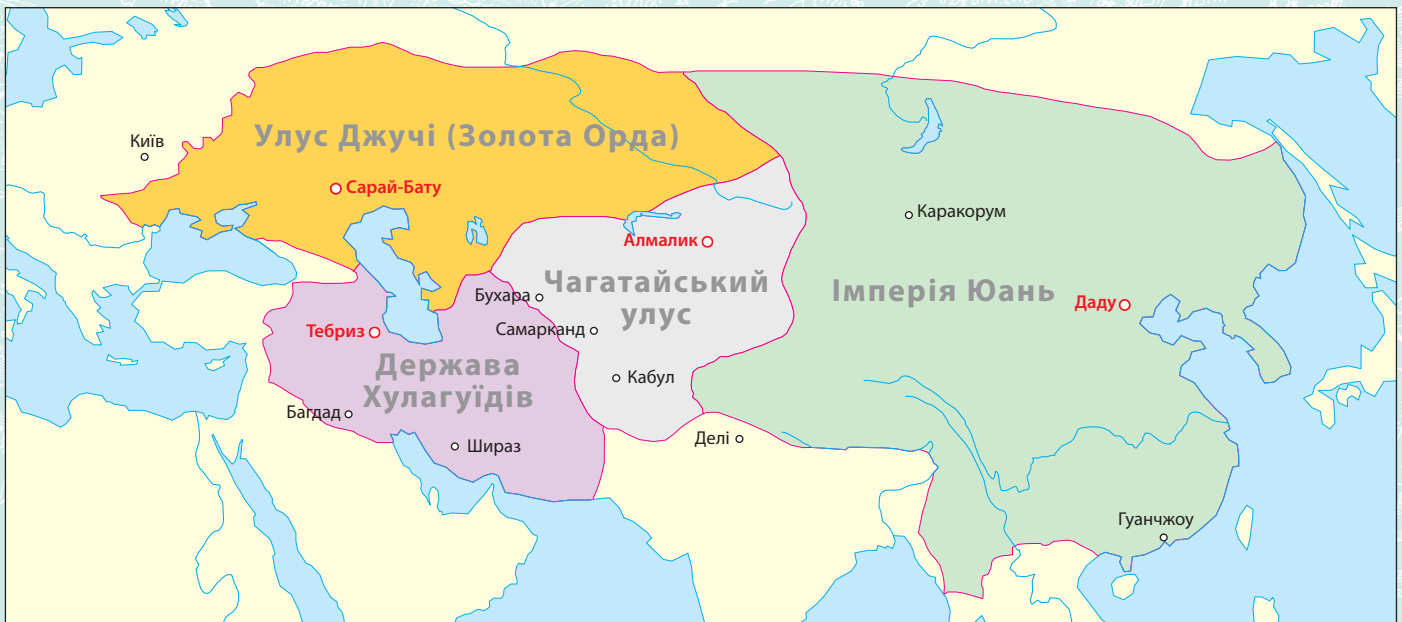 Київ
Улус Джучі (Золота Орда)
Сарай-Бату
Каракорум
Алмалик
Чагатайський
улус
Імперія Юань
Бухара
Даду
Тебриз
Самарканд
Держава
Хулагуїдів
Кабул
Багдад
Шираз
Делі
Гуанчжоу